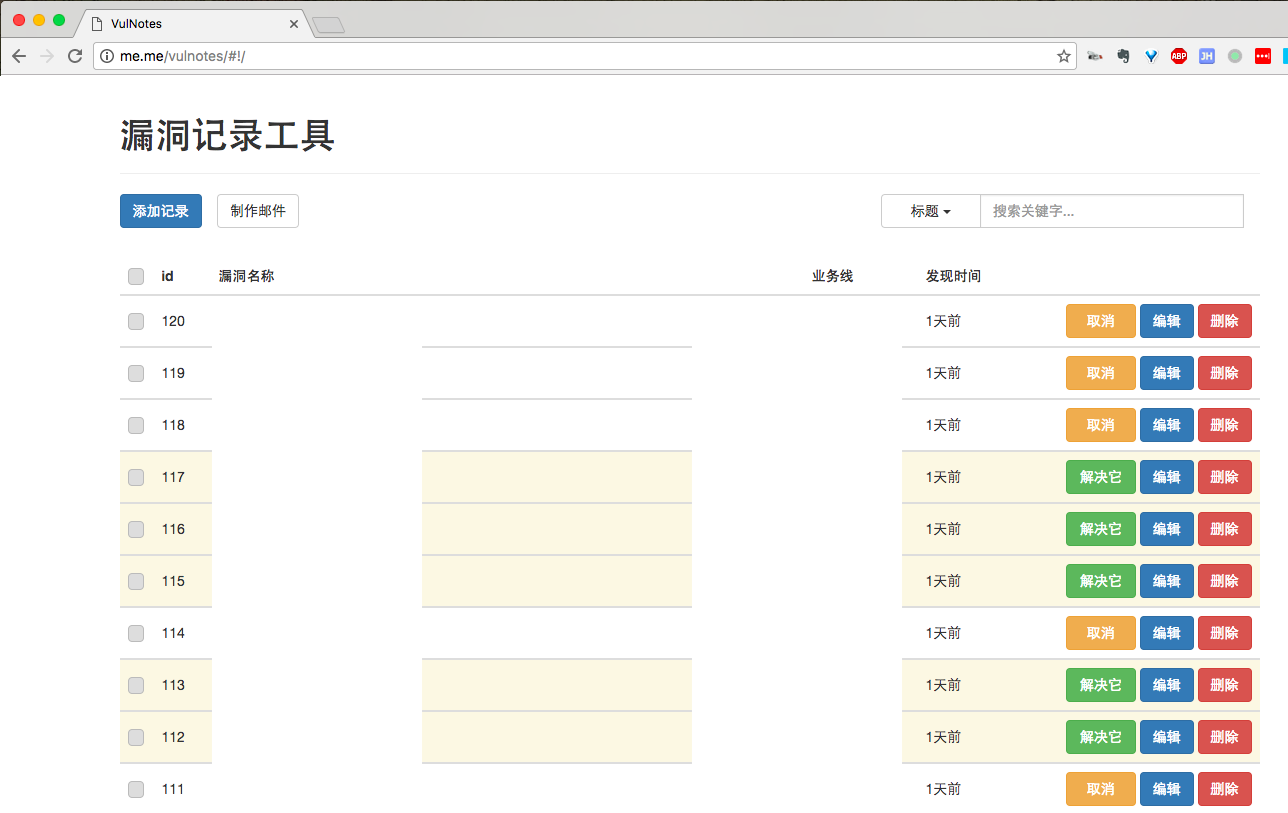 VulNotes
me.me/vulnotes/#!/
ABP
JH
漏洞记录工具
添加记录 制作邮件 标题 搜索关键字...
id 漏洞名称 业务线 发现时间
120 1天前 取消 编辑 删除
119 1天前 取消 编辑 删除
118 1天前 取消 编辑 删除
117 1天前 解决它 编辑 删除
116 1天前 解决它 编辑 删除
115 1天前 解决它 编辑 删除
114 1天前 取消 编辑 删除
113 1天前 解决它 编辑 删除
112 1天前 解决它 编辑 删除
111 1天前 取消 编辑 删除